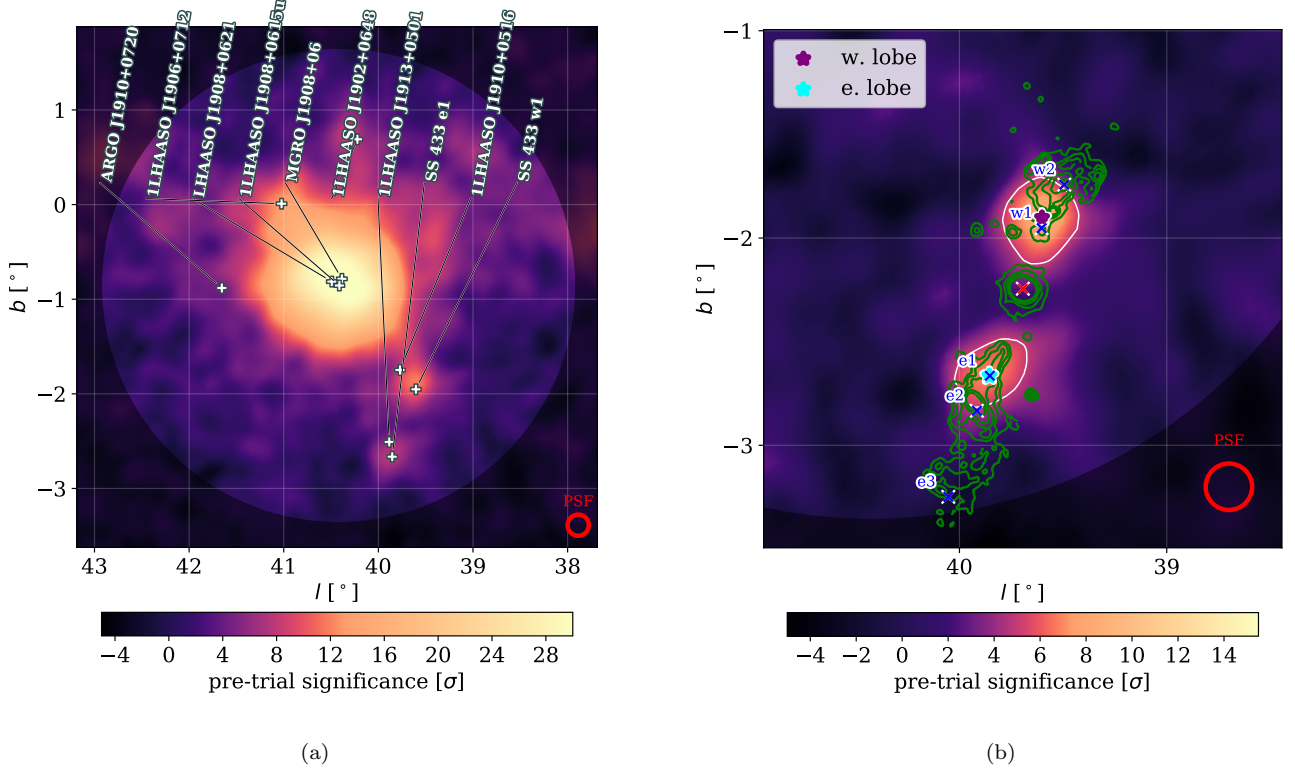 ARGO J1910+0720
1LHAASO J1906+0712
LHAASO J1908+0621
1LHAASO J1908+0615u
MGRO J1908+06
1LHAASO J1902+0648
1LHAASO J1913+0501
SS 433 e1
1LHAASO J1910+0516
SS 433 w1
1
0
−1
−2
−3
b [°]
PSF
43 42 41 40 39 38
l [°]
−4 0 4 8 12 16 20 24 28
pre-trial significance [σ]
(a)
w. lobe
e. lobe
−1
−2
−3
b [°]
w2
w1
e1
e2
e3
PSF
40 39
l [°]
−4 −2 0 2 4 6 8 10 12 14
pre-trial significance [σ]
(b)